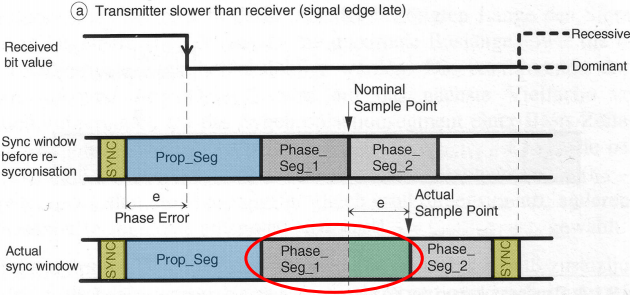 a Transmitter slower than receiver (signal edge late)
Received
bit value
Recessive
Dominant
Nominal
Sample Point
Sync window
before re-
sycronisation
SYNC
Prop_Seg
Phase_
Seg_1
Phase_
Seg_2
e
Phase Error
e
Actual
Sample Point
Actual
sync window
SYNC
Prop_Seg
Phase_
Seg_1
Phase_
Seg_2
SYNC